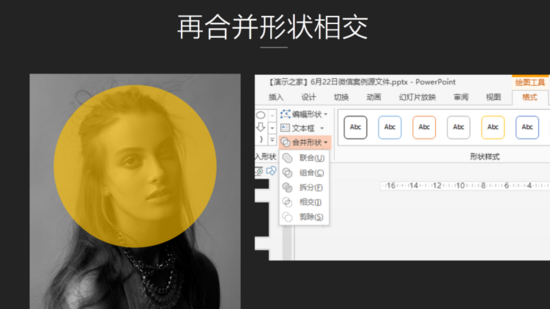 再合并形状相交
【演示之家】6月22日微信案例源文件.pptx - PowerPoint
绘图工具
插入 设计 切换 动画 幻灯片放映 审阅 视图 格式
编辑形状
文本框
合并形状
Abc Abc Abc Abc Abc Abc
入形状
形状样式
联合(U)
组合(C)
拆分(F)
相交(I)
剪除(S)
16 14 12 10 8 6 4